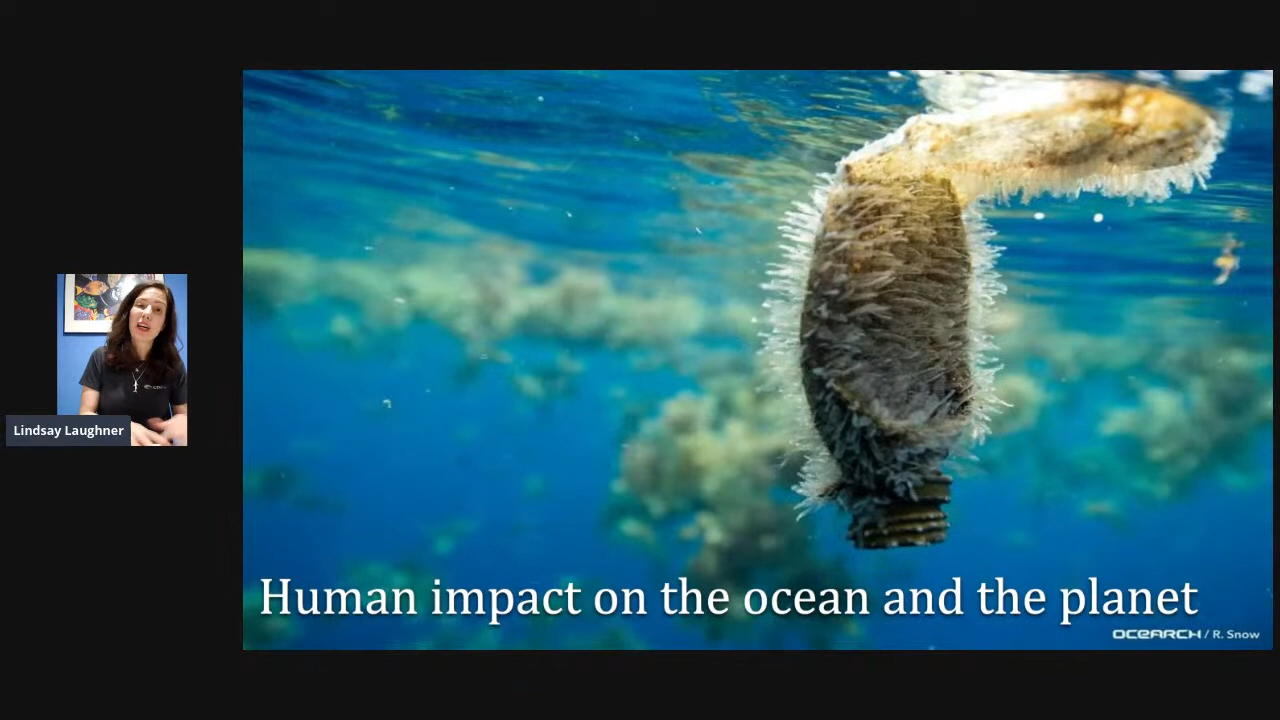 Lindsay Laughner
Human impact on the ocean and the planet
OCEARCH / R. Snow